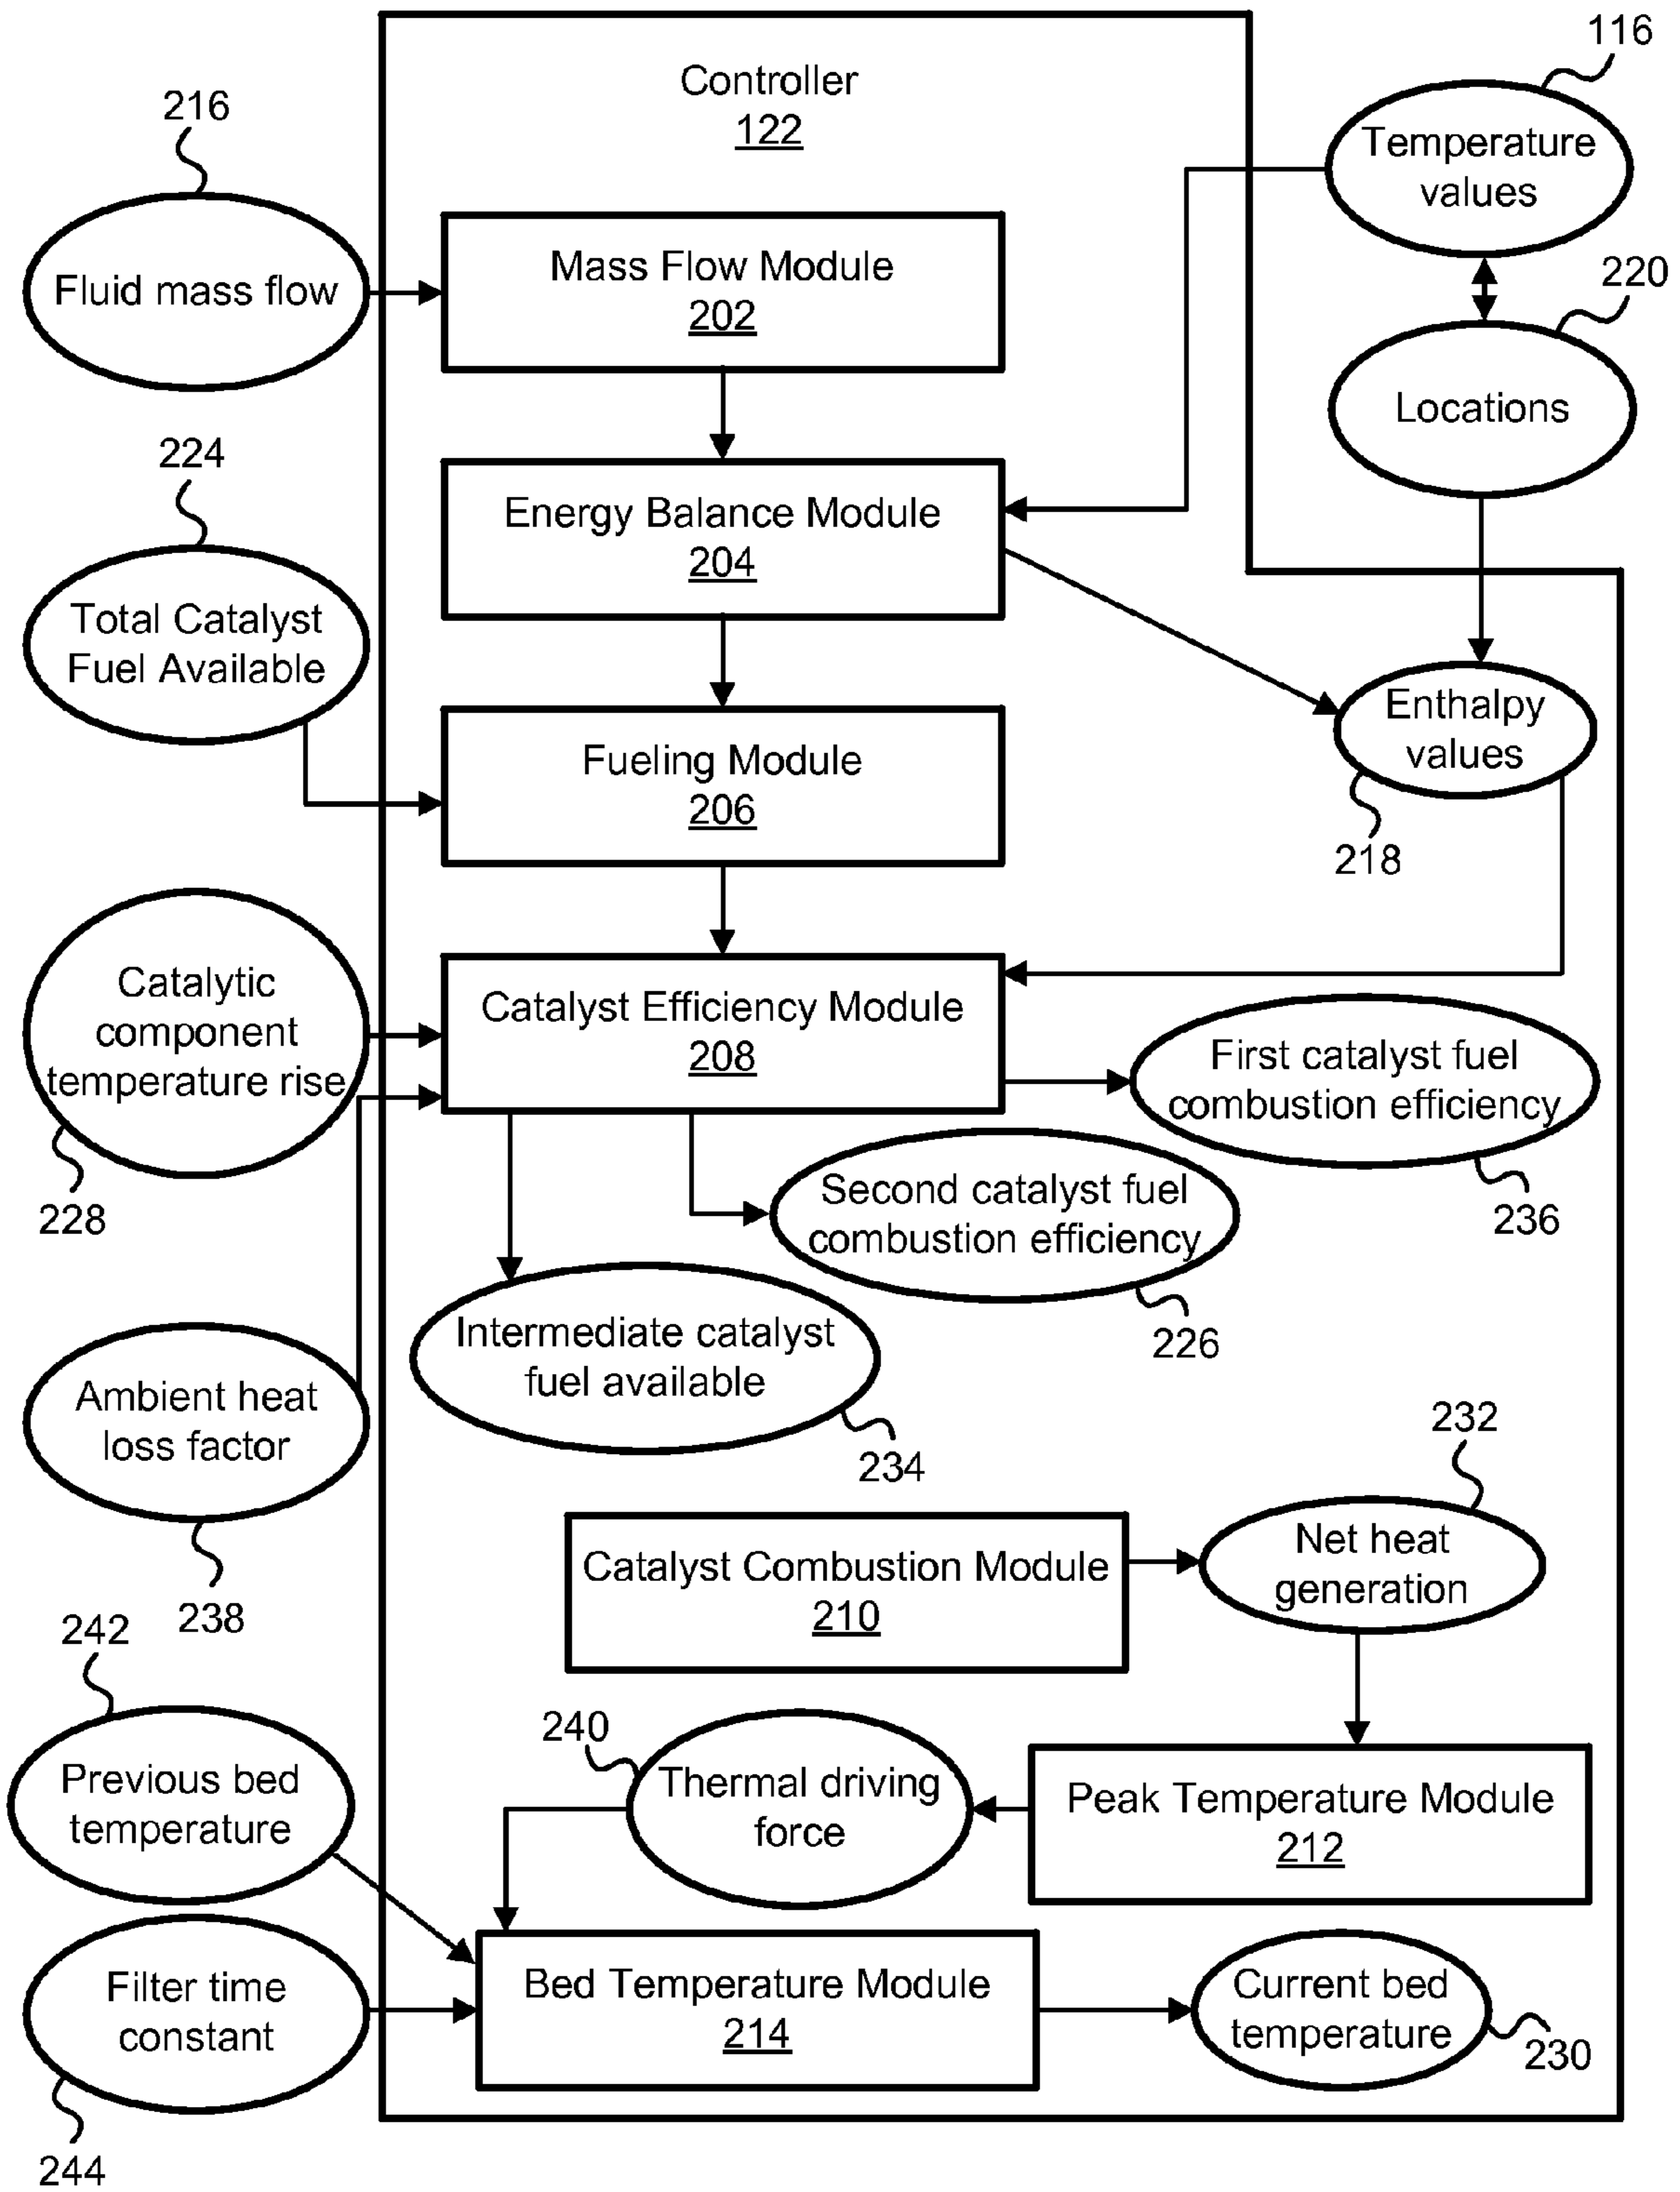 116
Controller
122
216
Temperature
values
Mass Flow Module
202
Fluid mass flow
220
Locations
224
Energy Balance Module
204
Total Catalyst
Fuel Available
Enthalpy
values
Fueling Module
206
218
Catalytic
component
temperature rise
Catalyst Efficiency Module
208
First catalyst fuel
combustion efficiency
228
Second catalyst fuel
combustion efficiency
236
226
Intermediate catalyst
fuel available
Ambient heat
loss factor
234
232
238
Catalyst Combustion Module
210
Net heat
generation
242
240
Previous bed
temperature
Thermal driving
force
Peak Temperature Module
212
Filter time
constant
Bed Temperature Module
214
Current bed
temperature
230
244